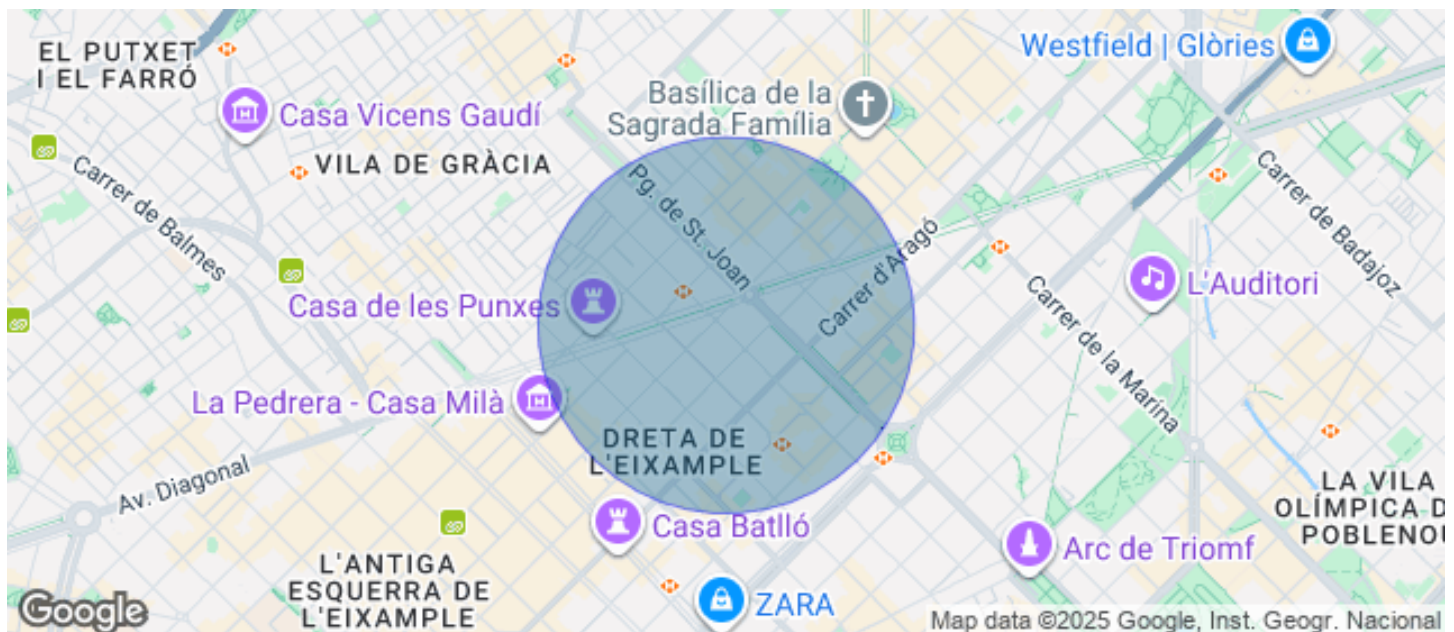 EL PUTXET
I EL FARRÓ
Westfield | Glòries
Basílica de la
Sagrada Família
Casa Vicens Gaudí
VILA DE GRÀCIA
Carrer de Balmes
Pg. de St. Joan
Carrer de Badajoz
Carrer d'Aragó
L'Auditori
Casa de les Punxes
Carrer de la Marina
La Pedrera - Casa Milà
DRETA DE
L'EIXAMPLE
Av. Diagonal
LA VILA
OLÍMPICA D
POBLENOU
Casa Batlló
Arc de Triomf
L'ANTIGA
ESQUERRA DE
L'EIXAMPLE
ZARA
Google
Map data ©2025 Google, Inst. Geogr. Nacional